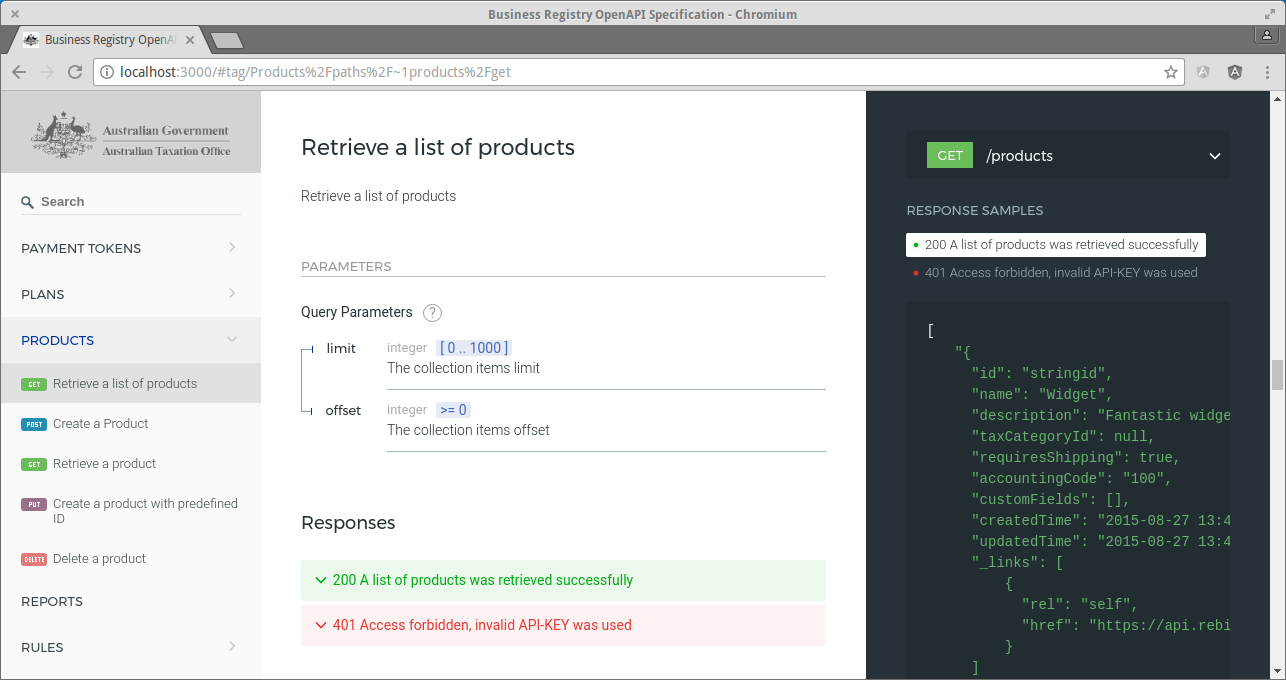 Business Registry OpenAPI Specification - Chromium
Business Registry OpenA
localhost:3000/#tag/Products%2Fpaths%2F~1products%2Fget
Australian Government
Australian Taxation Office
Search
PAYMENT TOKENS
PLANS
PRODUCTS
GET Retrieve a list of products
POST Create a Product
GET Retrieve a product
PUT Create a product with predefined
ID
DELETE Delete a product
REPORTS
RULES
Retrieve a list of products
Retrieve a list of products
PARAMETERS
Query Parameters ?
limit integer [ 0 .. 1000 ]
The collection items limit
offset integer >= 0
The collection items offset
Responses
200 A list of products was retrieved successfully
401 Access forbidden, invalid API-KEY was used
GET /products
RESPONSE SAMPLES
200 A list of products was retrieved successfully
401 Access forbidden, invalid API-KEY was used
[
"{
"id": "stringid",
"name": "Widget",
"description": "Fantastic widge
"taxCategoryId": null,
"requiresShipping": true,
"accountingCode": "100",
"customFields": [],
"createdTime": "2015-08-27 13:4
"updatedTime": "2015-08-27 13:4
"_links": [
{
"rel": "self",
"href": "https://api.rebi
}
]